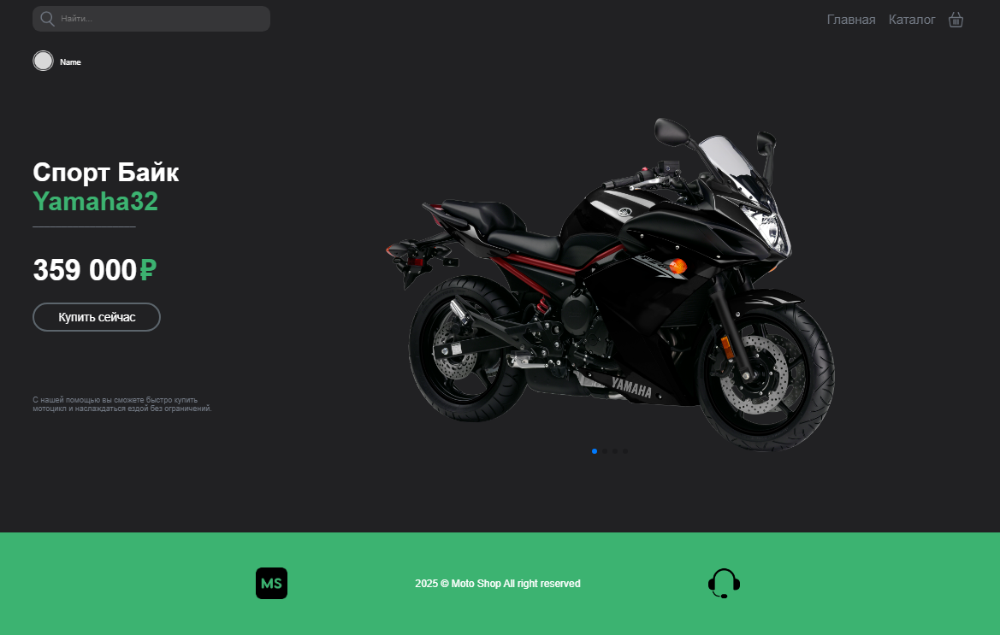 Найти...
Главная Каталог
Name
Спорт Байк
Yamaha32
359 000 ₽
Купить сейчас
С нашей помощью вы сможете быстро купить
мотоцикл и наслаждаться ездой без ограничений.
YAMAHA
MS
2025 © Moto Shop All right reserved